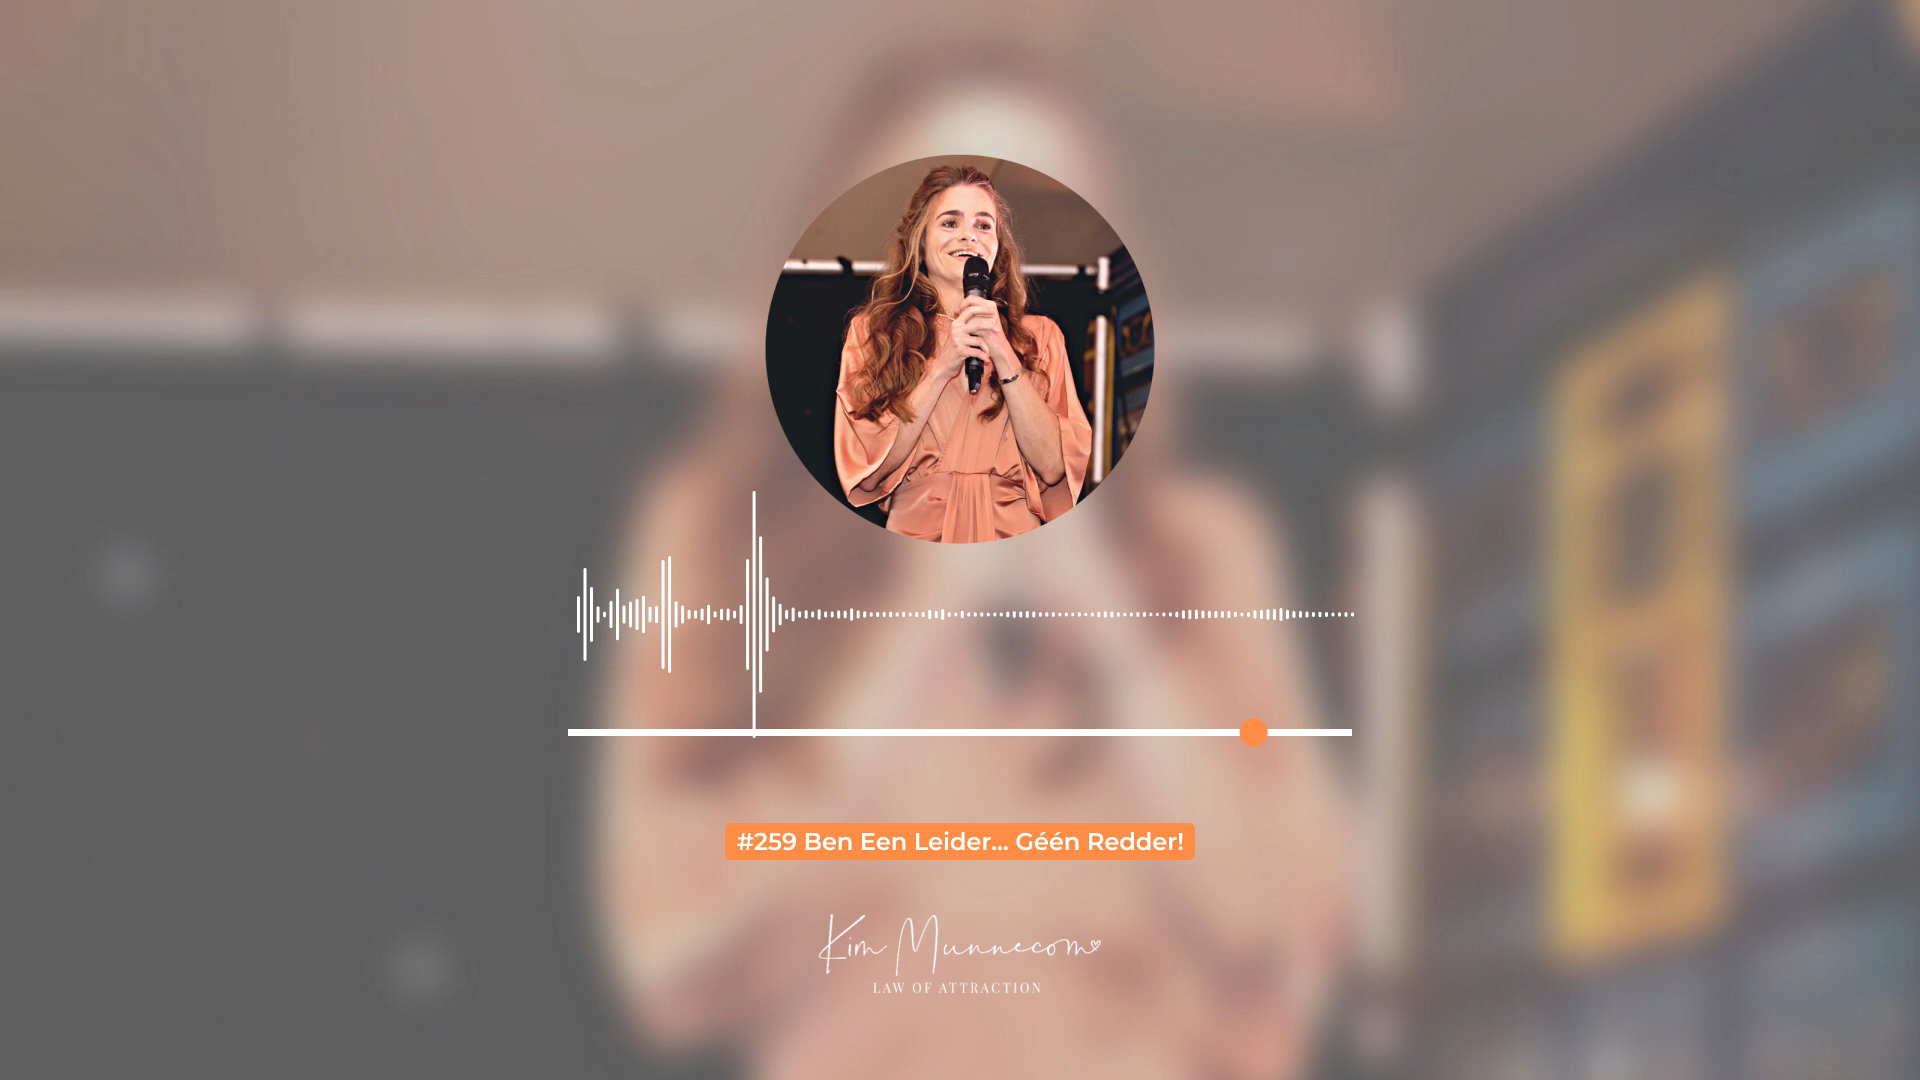 #259 Ben Een Leider... Géén Redder!
Kim Munnecom
LAW OF ATTRACTION